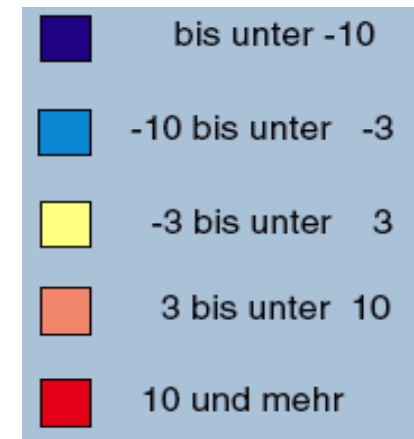 bis unter -10
-10 bis unter -3
-3 bis unter 3
3 bis unter 10
10 und mehr